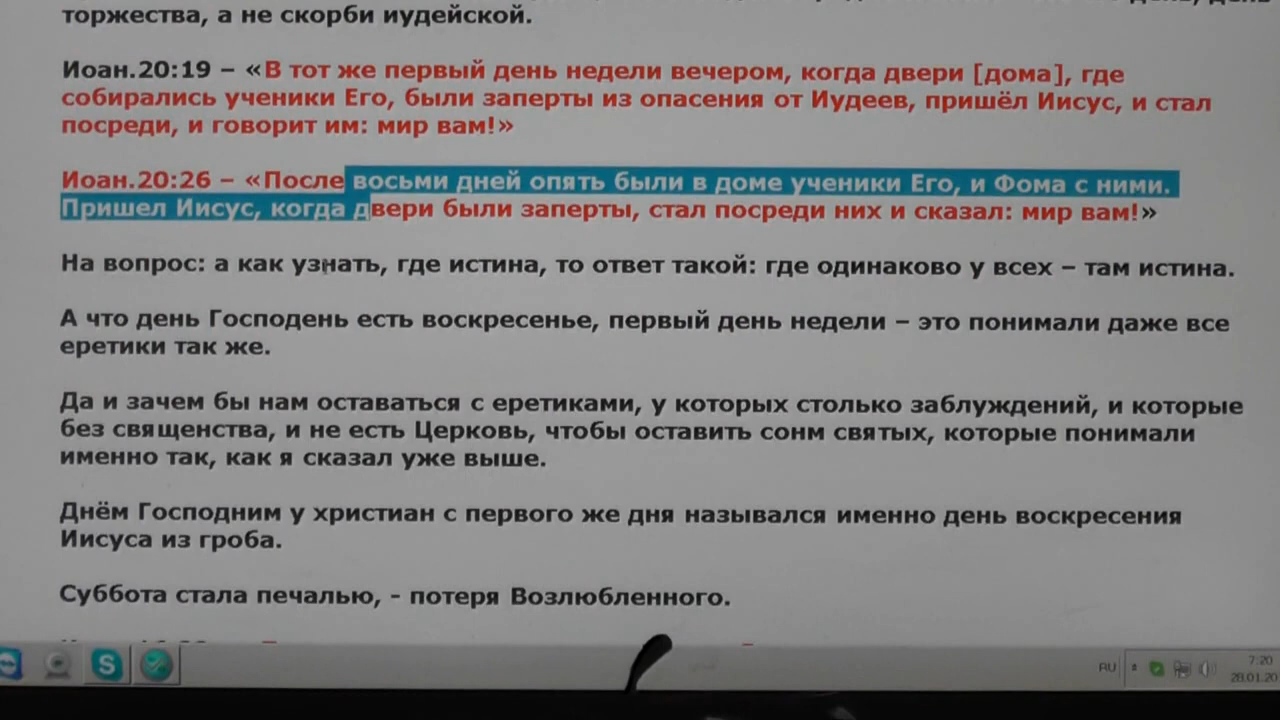 торжества, а не скорби иудейской.
Иоан.20:19 – «В тот же первый день недели вечером, когда двери [дома], где
собирались ученики Его, были заперты из опасения от Иудеев, пришёл Иисус, и стал
посреди, и говорит им: мир вам!»
Иоан.20:26 – «После восьми дней опять были в доме ученики Его, и Фома с ними.
Пришел Иисус, когда двери были заперты, стал посреди них и сказал: мир вам!»
На вопрос: а как узнать, где истина, то ответ такой: где одинаково у всех – там истина.
А что день Господень есть воскресенье, первый день недели – это понимали даже все
еретики так же.
Да и зачем бы нам оставаться с еретиками, у которых столько заблуждений, и которые
без священства, и не есть Церковь, чтобы оставить сонм святых, которые понимали
именно так, как я сказал уже выше.
Днём Господним у христиан с первого же дня назывался именно день воскресения
Иисуса из гроба.
Суббота стала печалью, - потеря Возлюбленного.
RU
7:20
28.01.20